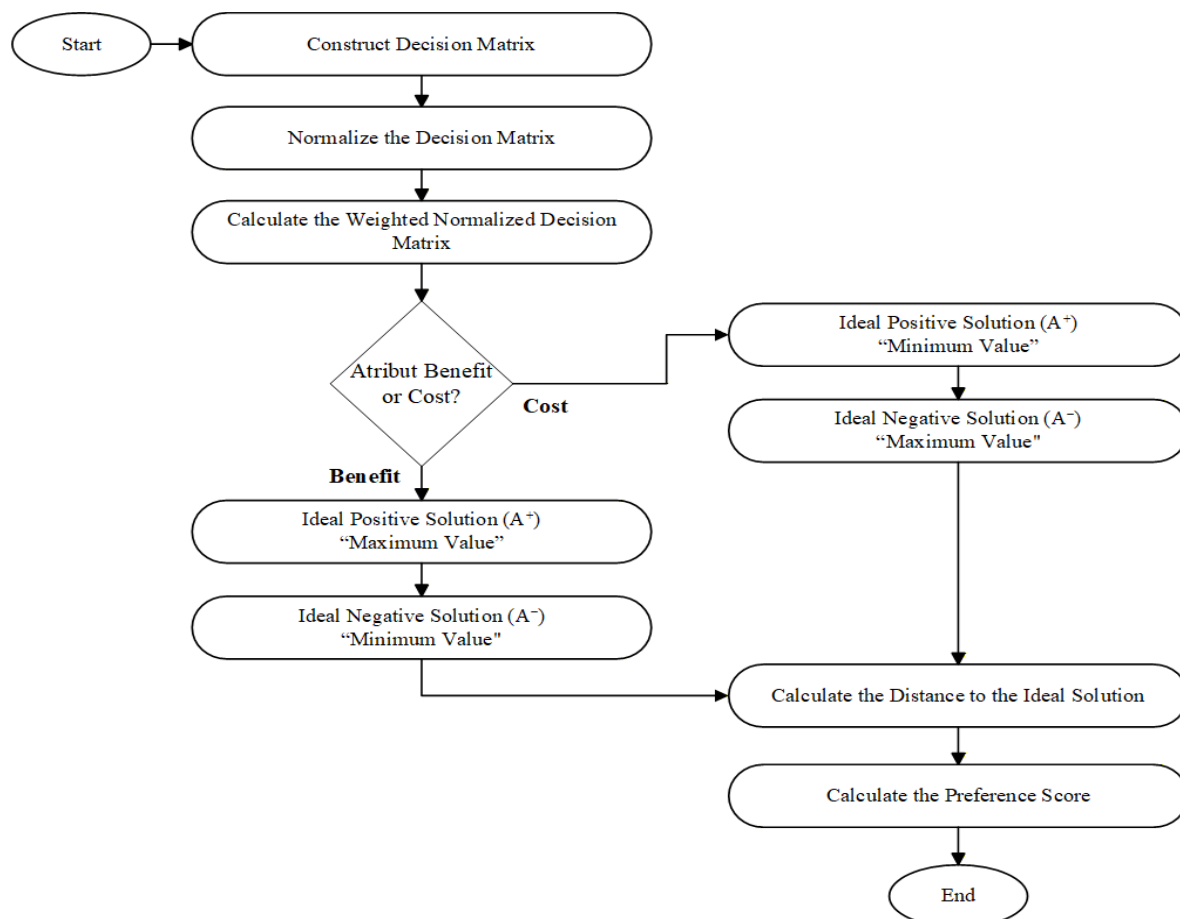 Start
Construct Decision Matrix
Normalize the Decision Matrix
Calculate the Weighted Normalized Decision
Matrix
Atribut Benefit
or Cost?
Cost
Benefit
Ideal Positive Solution (A⁺)
“Minimum Value”
Ideal Negative Solution (A⁻)
“Maximum Value"
Ideal Positive Solution (A⁺)
“Maximum Value”
Ideal Negative Solution (A⁻)
“Minimum Value"
Calculate the Distance to the Ideal Solution
Calculate the Preference Score
End